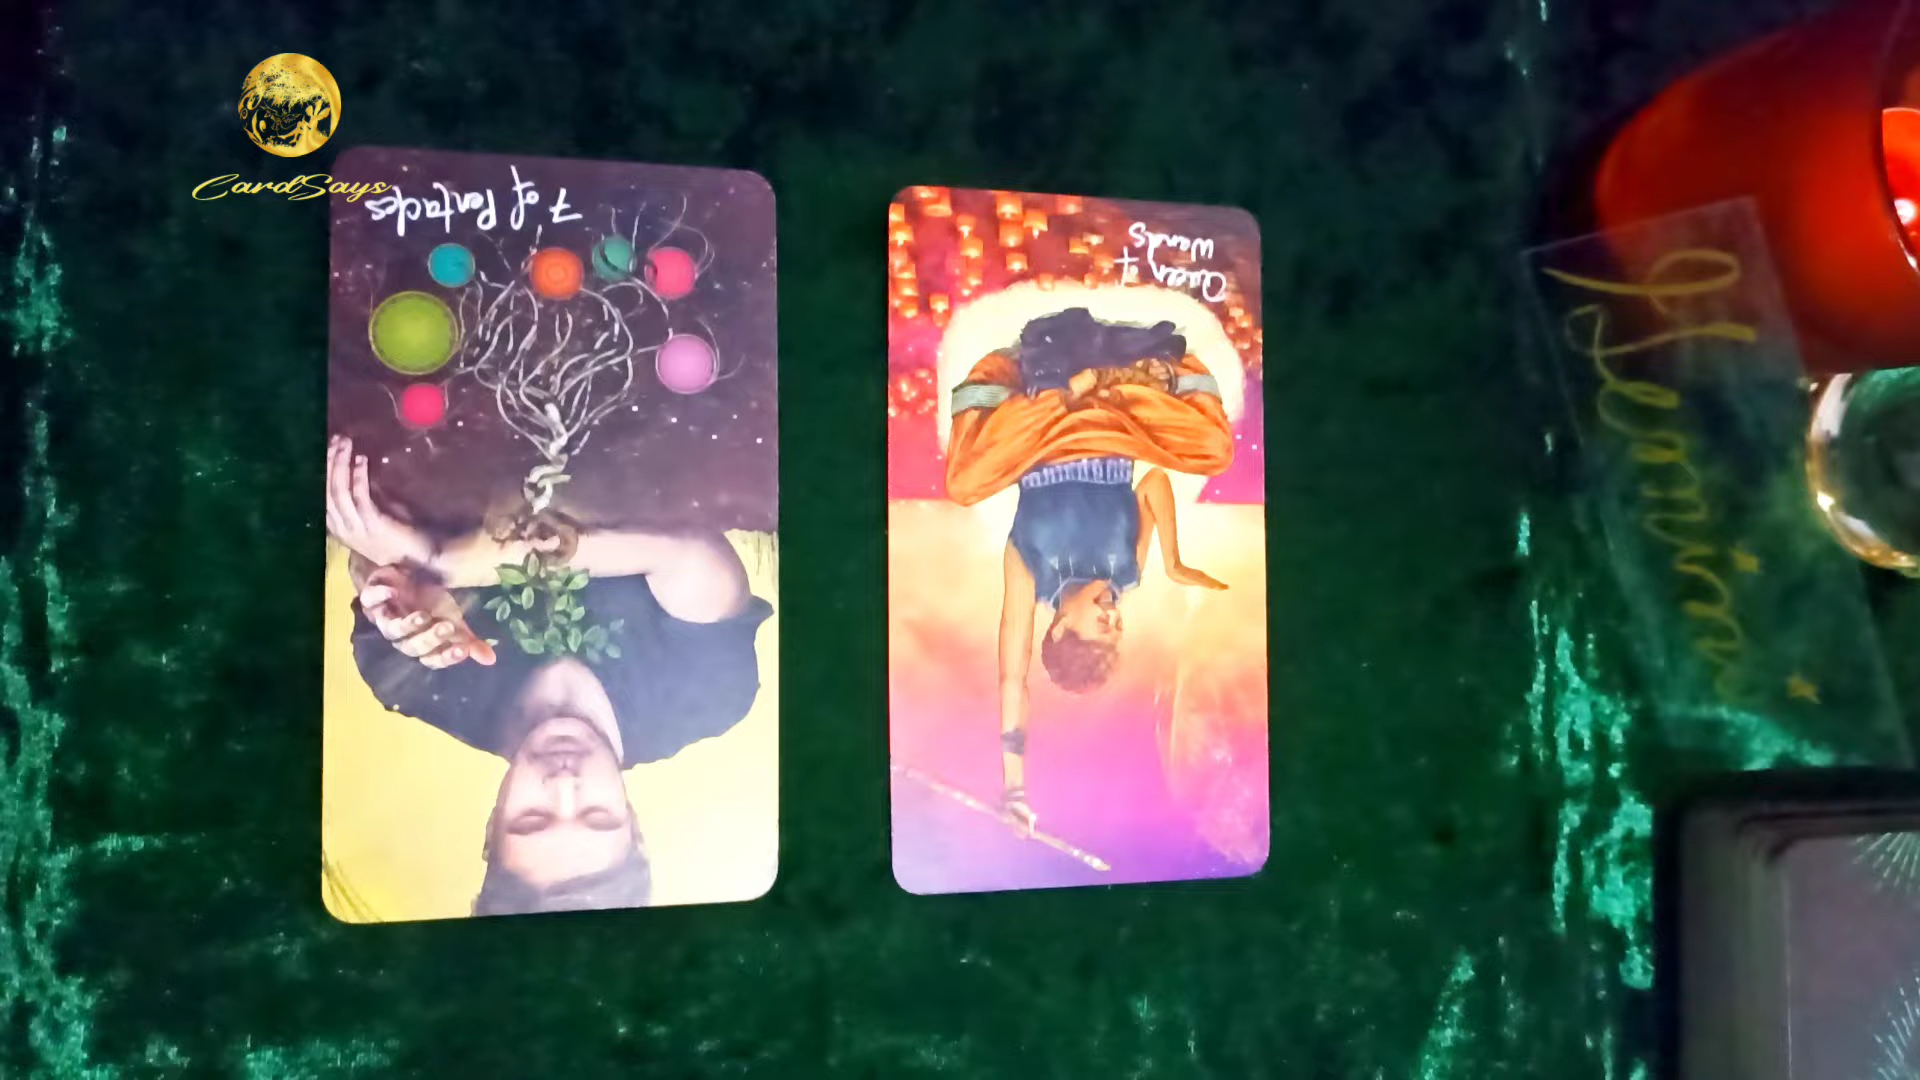 CardSays
7 of Pentacles
Queen of
Wands